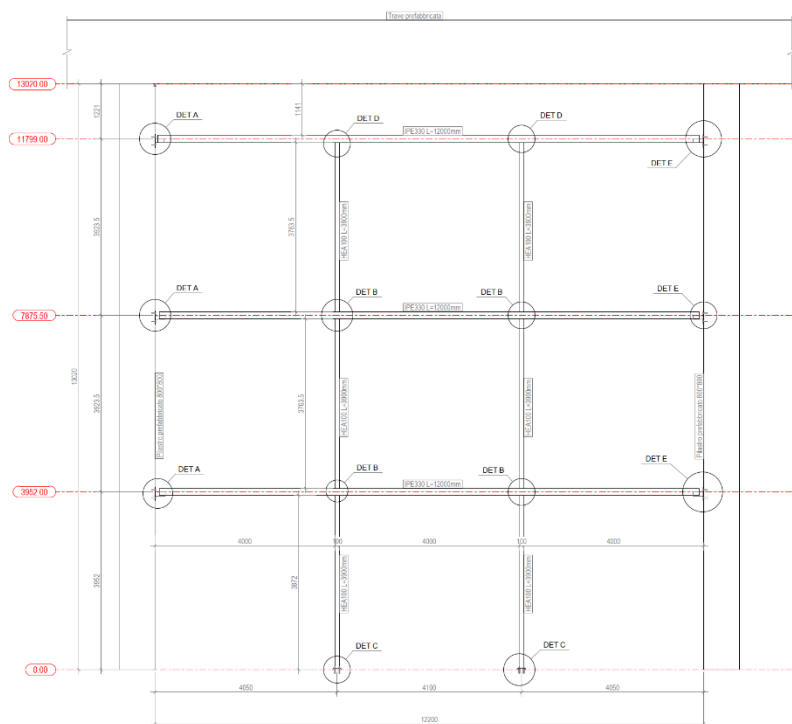 Trave prefabbricata
13020.00
1221
1141
DET A
DET D
DET D
IPE330 L=12000mm
11799.00
DET E
3923.5
3763.5
HEA100 L=3900mm
HEA100 L=3900mm
DET A
DET B
DET B
DET E
IPE330 L=12000mm
7875.50
13020
3923.5
3763.5
Pilastro prefabbricato 800*800
HEA100 L=3900mm
HEA100 L=3900mm
Pilastro prefabbricato 800*800
DET A
DET B
DET B
DET E
IPE330 L=12000mm
3952.00
4000
100
4000
100
4000
3952
3872
HEA100 L=3900mm
HEA100 L=3900mm
DET C
DET C
0.00
4050
4100
4050
12200